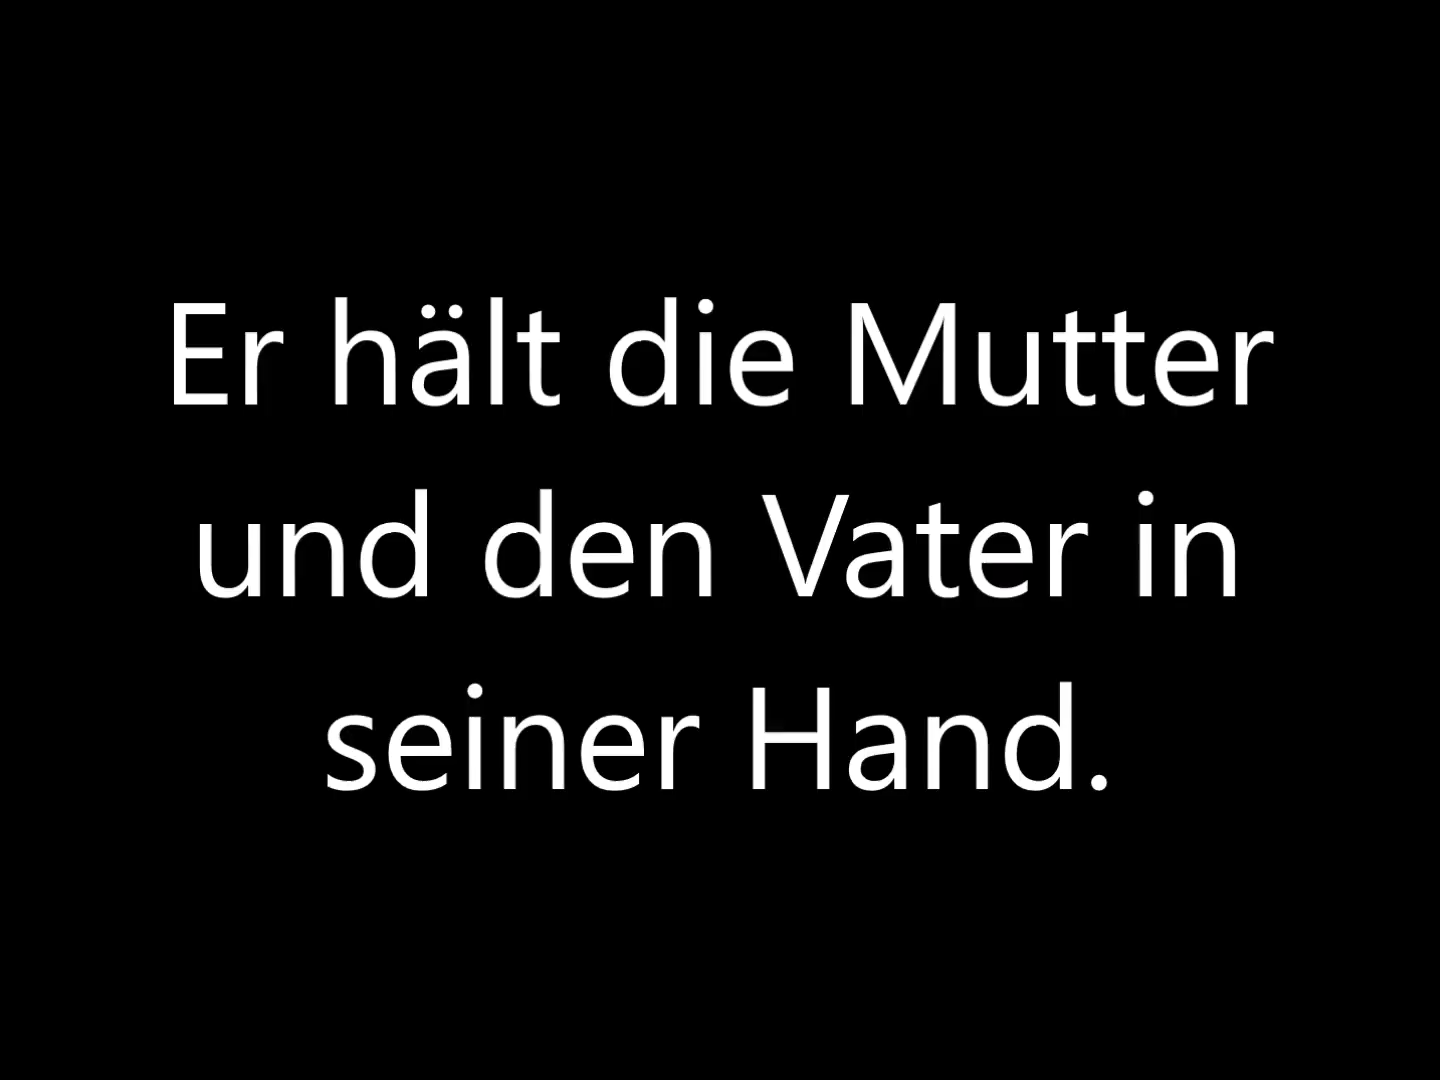 Er hält die Mutter
und den Vater in
seiner Hand.